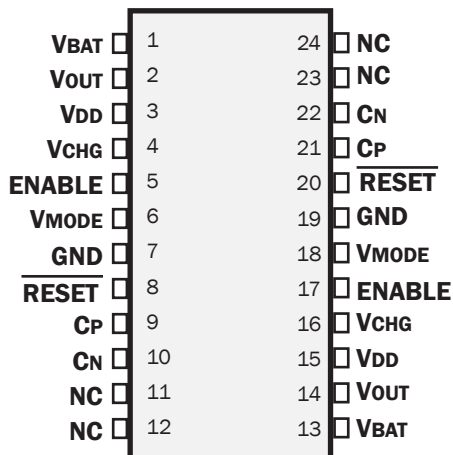 VBAT 1 24 NC
VOUT 2 23 NC
VDD 3 22 CN
VCHG 4 21 CP
ENABLE 5 20 RESET
VMODE 6 19 GND
GND 7 18 VMODE
RESET 8 17 ENABLE
CP 9 16 VCHG
CN 10 15 VDD
NC 11 14 VOUT
NC 12 13 VBAT